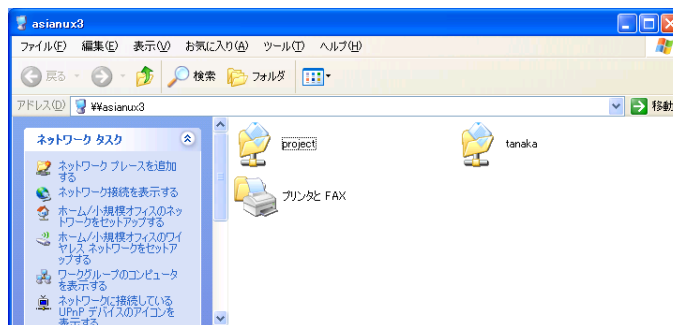 asianux3
ファイル(F) 編集(E) 表示(V) お気に入り(A) ツール(T) ヘルプ(H)
戻る 検索 フォルダ
アドレス(D) ¥¥asianux3 移動
ネットワーク タスク
ネットワーク プレースを追加
する
ネットワーク接続を表示する
ホーム/小規模オフィスのネッ
トワークをセットアップする
ホーム/小規模オフィスのワイ
ヤレス ネットワークをセットア
ップする
ワークグループのコンピュータ
を表示する
ネットワークに接続している
UPnP デバイスのアイコンを
表示する
project
tanaka
プリンタと FAX